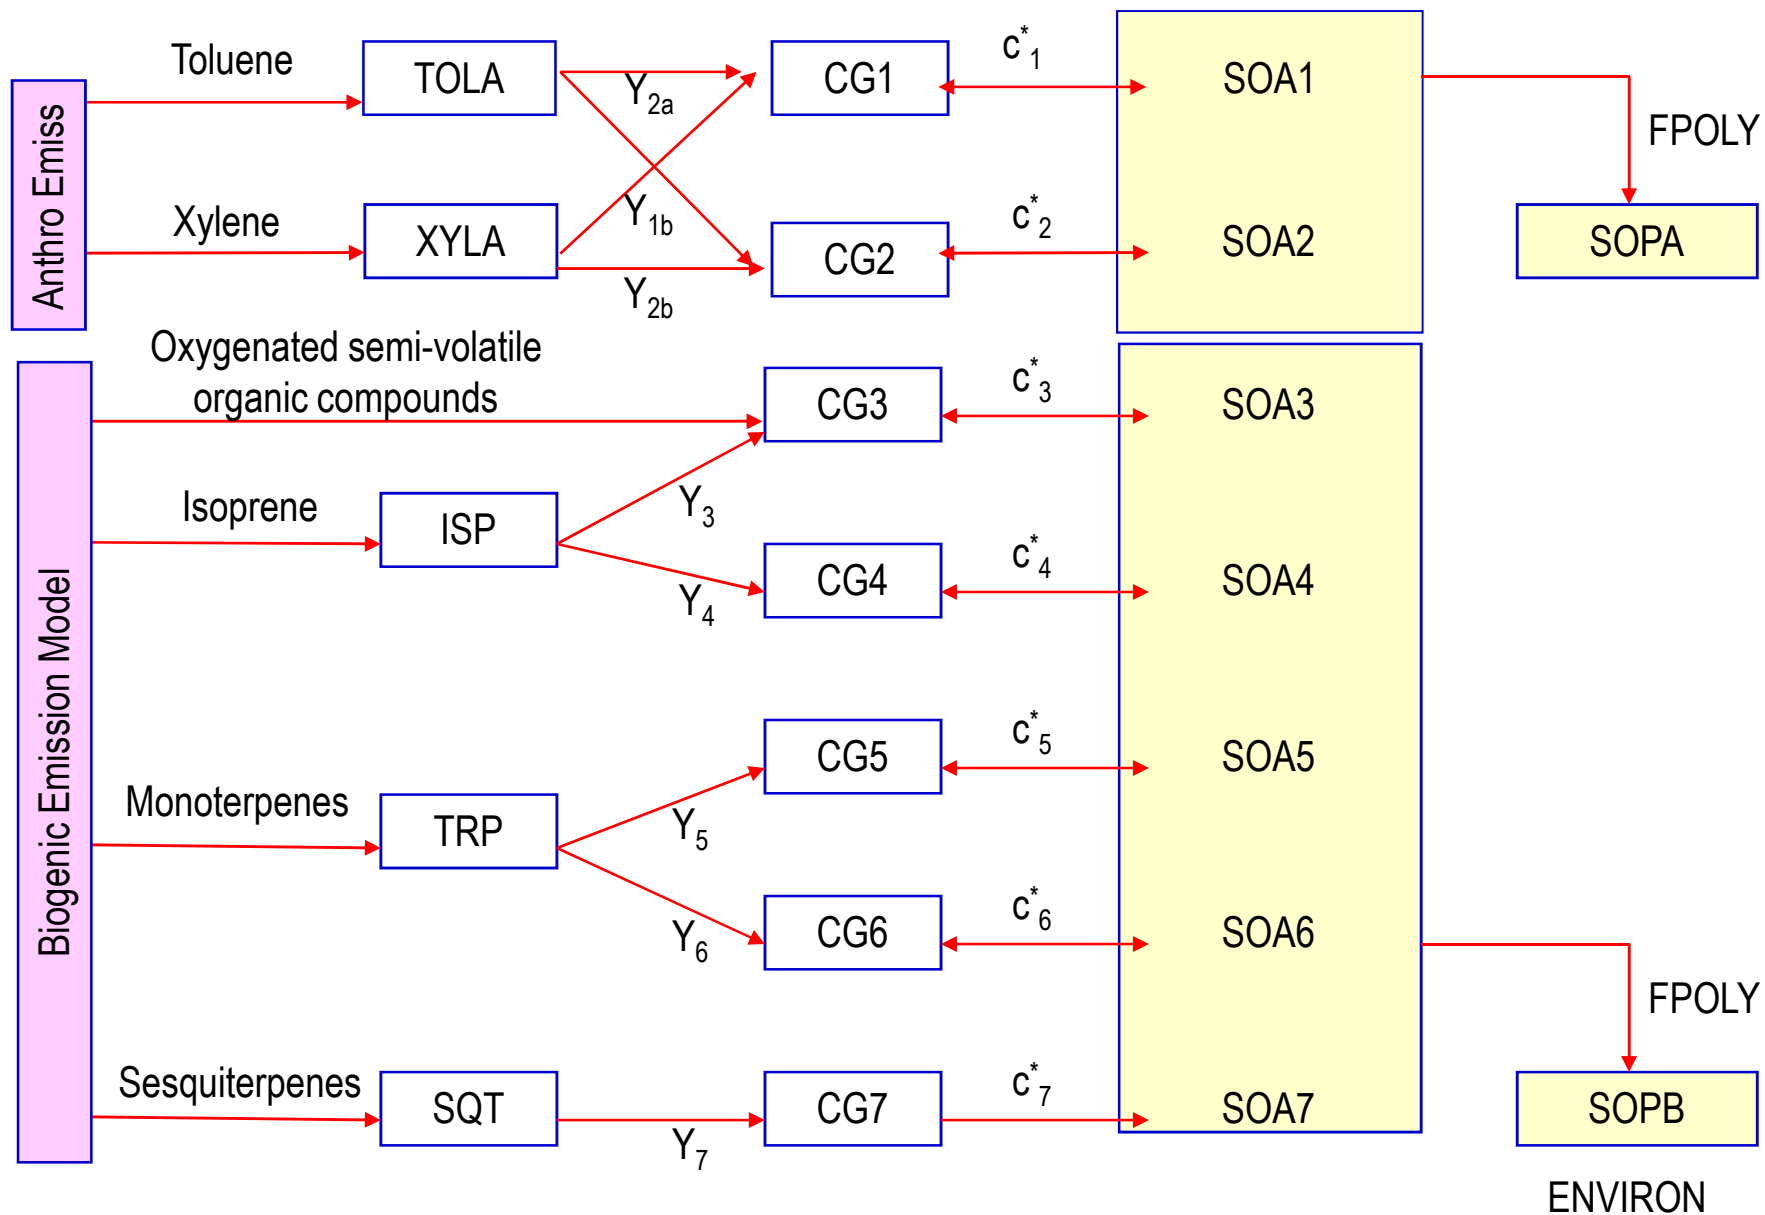 Anthro Emiss
Toluene
TOLA
Y2a
CG1
c*1
SOA1
FPOLY
Xylene
XYLA
Y1b
Y2b
CG2
c*2
SOA2
SOPA
Biogenic Emission Model
Oxygenated semi-volatile
organic compounds
CG3
c*3
SOA3
Isoprene
ISP
Y3
Y4
CG4
c*4
SOA4
Monoterpenes
TRP
Y5
Y6
CG5
c*5
SOA5
CG6
c*6
SOA6
FPOLY
Sesquiterpenes
SQT
Y7
CG7
c*7
SOA7
SOPB
ENVIRON